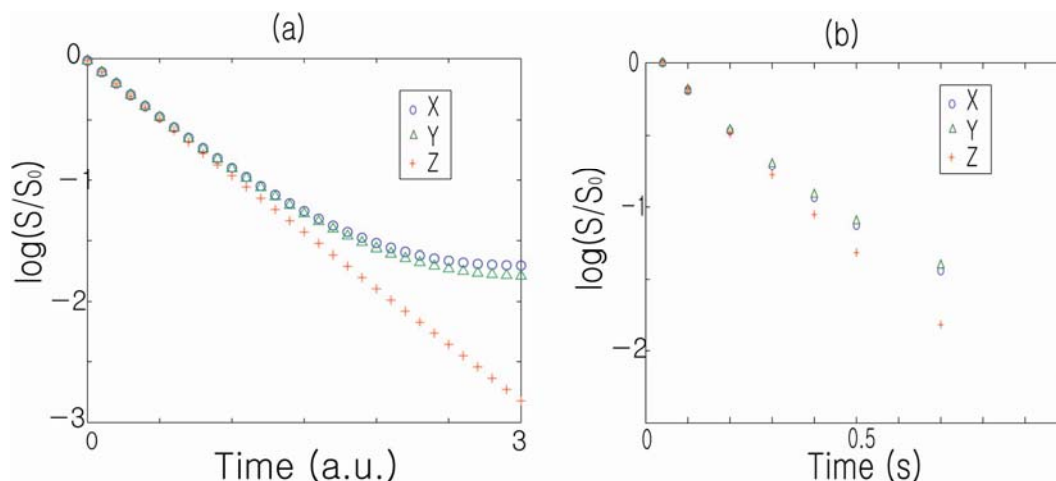 (a)
0
-1
-2
-3
log(S/S0)
X
Y
Z
0
3
Time (a.u.)
(b)
0
-1
-2
log(S/S0)
X
Y
Z
0
0.5
Time (s)